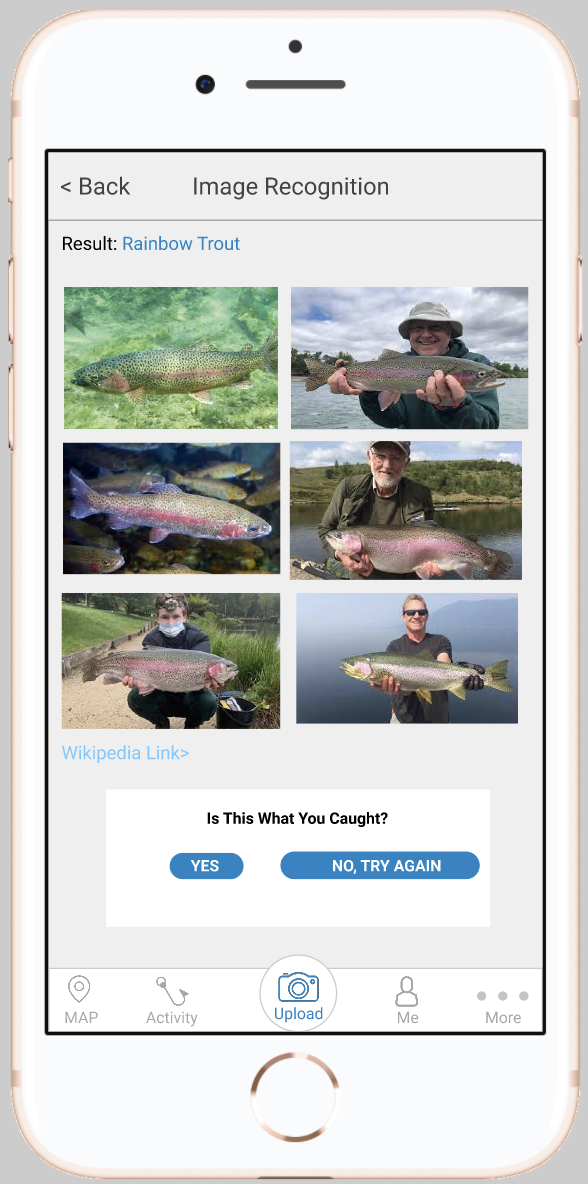 < Back Image Recognition
Result: Rainbow Trout
Wikipedia Link>
Is This What You Caught?
YES NO, TRY AGAIN
MAP Activity Upload Me More